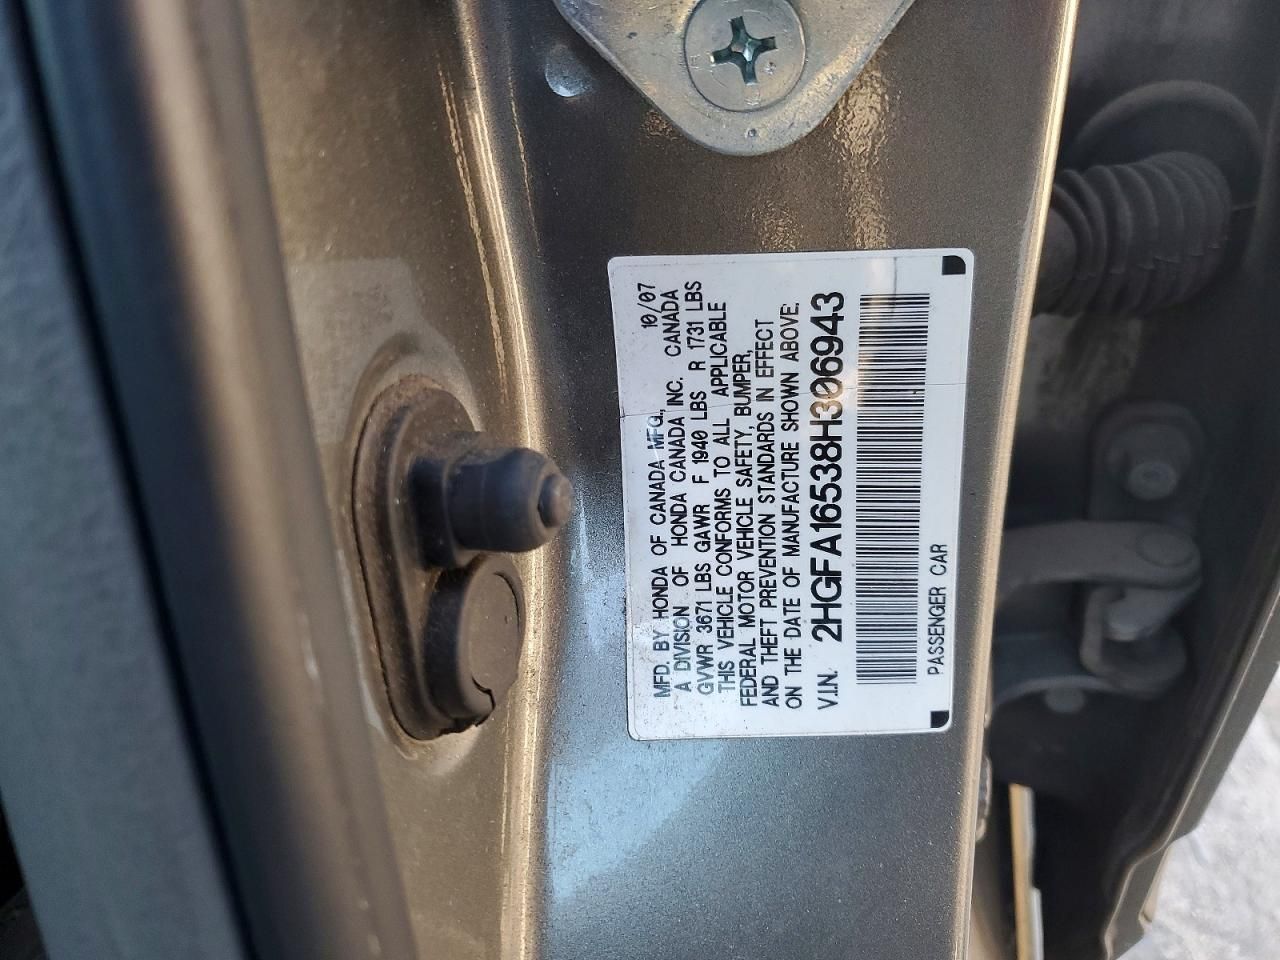 MFD. BY HONDA OF CANADA MFG., 10/07
A DIVISION OF HONDA CANADA INC. CANADA
GVWR 3671 LBS GAWR F 1940 LBS R 1731 LBS
THIS VEHICLE CONFORMS TO ALL APPLICABLE
FEDERAL MOTOR VEHICLE SAFETY, BUMPER,
AND THEFT PREVENTION STANDARDS IN EFFECT
ON THE DATE OF MANUFACTURE SHOWN ABOVE.
V.I.N. 2HGFA16538H306943
PASSENGER CAR